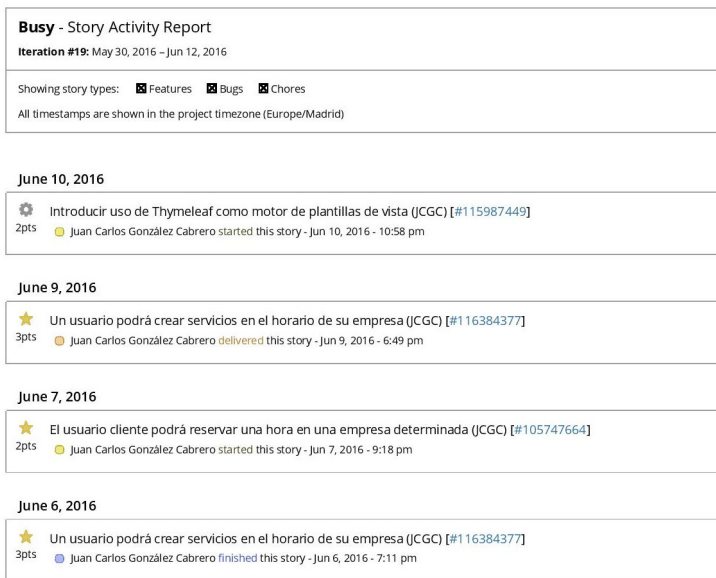 Busy - Story Activity Report
Iteration #19: May 30, 2016 – Jun 12, 2016
Showing story types: Features Bugs Chores
All timestamps are shown in the project timezone (Europe/Madrid)
June 10, 2016
Introducir uso de Thymeleaf como motor de plantillas de vista (JCGC) [#115987449]
2pts
Juan Carlos González Cabrero started this story - Jun 10, 2016 - 10:58 pm
June 9, 2016
Un usuario podrá crear servicios en el horario de su empresa (JCGC) [#116384377]
3pts
Juan Carlos González Cabrero delivered this story - Jun 9, 2016 - 6:49 pm
June 7, 2016
El usuario cliente podrá reservar una hora en una empresa determinada (JCGC) [#105747664]
2pts
Juan Carlos González Cabrero started this story - Jun 7, 2016 - 9:18 pm
June 6, 2016
Un usuario podrá crear servicios en el horario de su empresa (JCGC) [#116384377]
3pts
Juan Carlos González Cabrero finished this story - Jun 6, 2016 - 7:11 pm